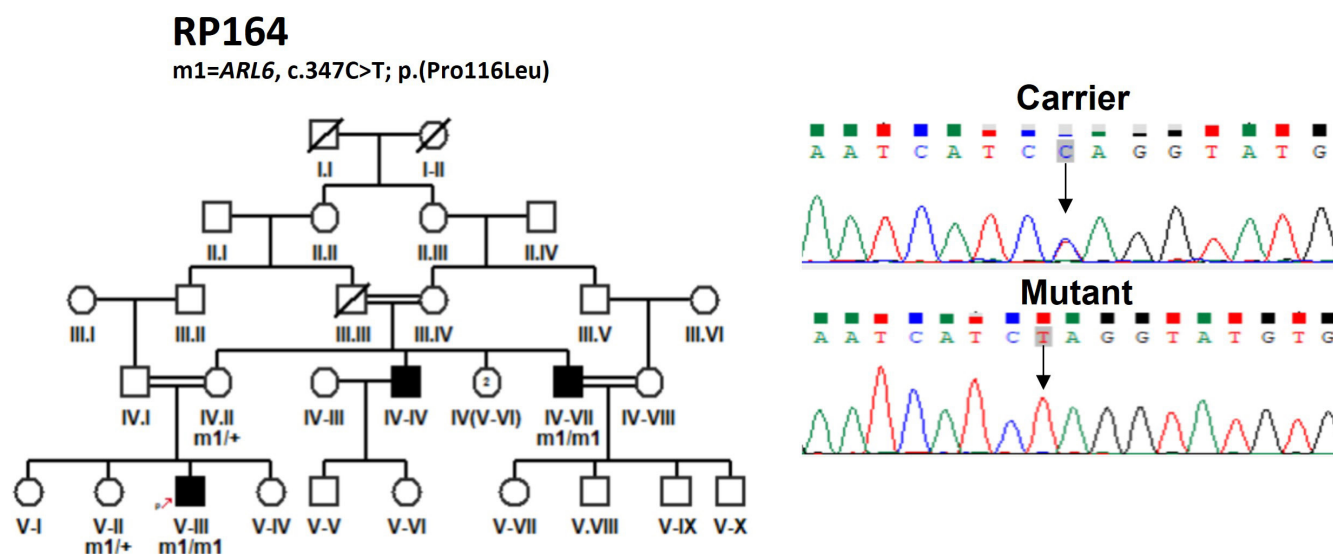 RP164
m1=ARL6, c.347C>T; p.(Pro116Leu)
I.I I-II
II.I II.II II.III II.IV
III.I III.II III.III III.IV III.V III.VI
2
IV.I IV.II IV-III IV-IV IV(V-VI) IV-VII IV-VIII
m1/+ m1/m1
P
V-I V-II V-III V-IV V-V V-VI V-VII V.VIII V-IX V-X
m1/+ m1/m1
Carrier
A A T C A T C C A G G T A T G
Mutant
A A T C A T C T A G G T A T G T G